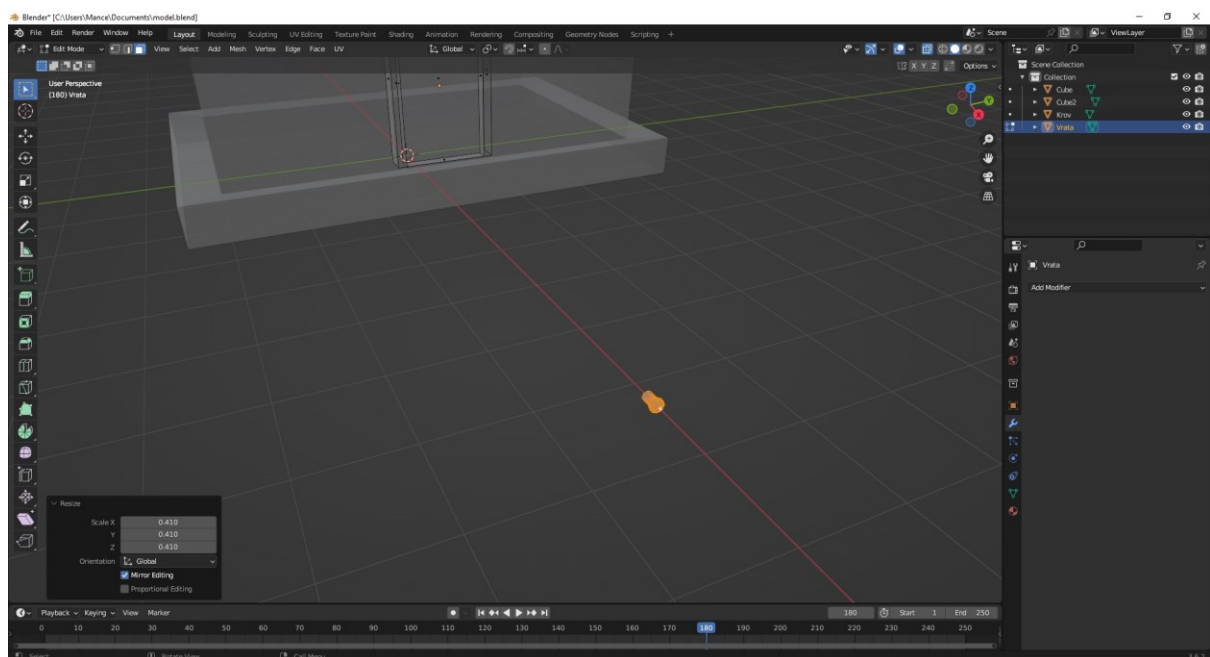 Blender* [C:\Users\Mance\Documents\model.blend]
File Edit Render Window Help Layout Modeling Sculpting UV Editing Texture Paint Shading Animation Rendering Compositing Geometry Nodes Scripting + Scene ViewLayer
Edit Mode View Select Add Mesh Vertex Edge Face UV Global
X Y Z Options
User Perspective
(180) Vrata
Z
Y
X
Scene Collection
Collection
Cube
Cube2
Krov
Vrata
Vrata
Add Modifier
Resize
Scale X 0.410
Y 0.410
Z 0.410
Orientation Global
Mirror Editing
Proportional Editing
Playback Keying View Marker 180 Start 1 End 250
0 10 20 30 40 50 60 70 80 90 100 110 120 130 140 150 160 170 180 190 200 210 220 230 240 250
Select Rotate View Call Menu 3.6.2